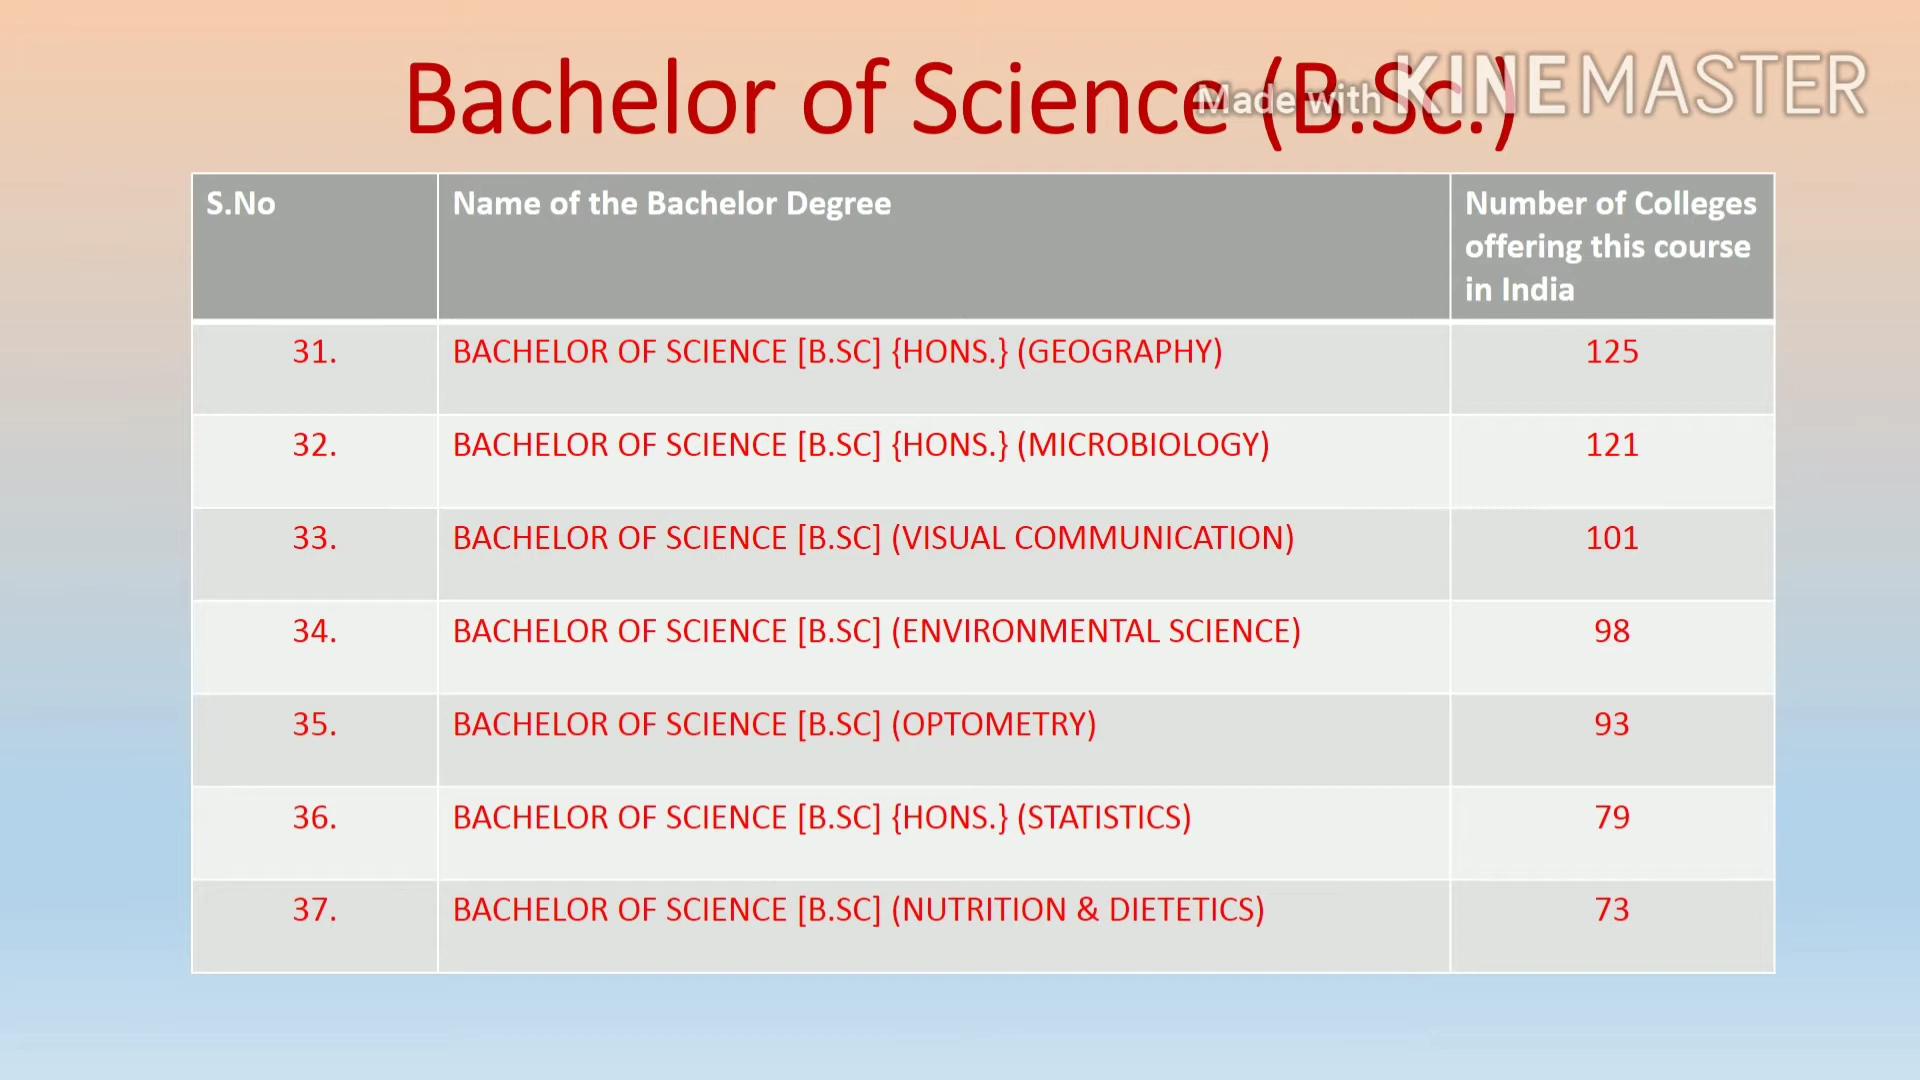 Bachelor of Science (B.Sc.)
Made with KINEMASTER
S.No
Name of the Bachelor Degree
Number of Colleges
offering this course
in India
31. BACHELOR OF SCIENCE [B.SC] {HONS.} (GEOGRAPHY) 125
32. BACHELOR OF SCIENCE [B.SC] {HONS.} (MICROBIOLOGY) 121
33. BACHELOR OF SCIENCE [B.SC] (VISUAL COMMUNICATION) 101
34. BACHELOR OF SCIENCE [B.SC] (ENVIRONMENTAL SCIENCE) 98
35. BACHELOR OF SCIENCE [B.SC] (OPTOMETRY) 93
36. BACHELOR OF SCIENCE [B.SC] {HONS.} (STATISTICS) 79
37. BACHELOR OF SCIENCE [B.SC] (NUTRITION & DIETETICS) 73